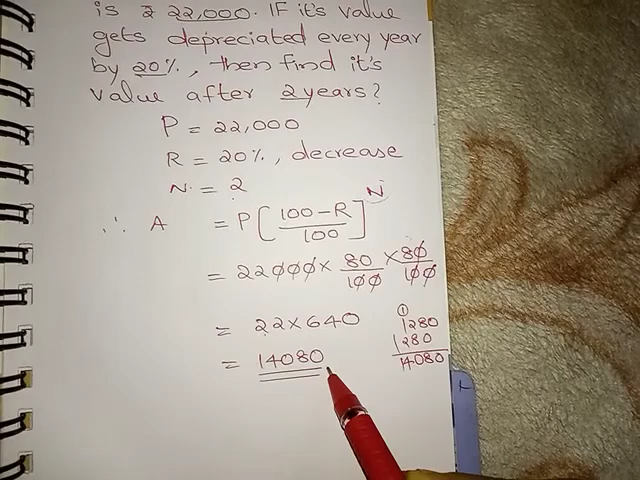 is ₹ 22,000. IF it's value
gets depreciated every year
by 20%, then find it's
value after 2 years?
P = 22,000
R = 20%, decrease
N = 2
∴ A = P [ 100 - R / 100 ] N
= 22000 × 80/100 × 80/100
= 22 × 640
= 14080
1
1280
1280
14080